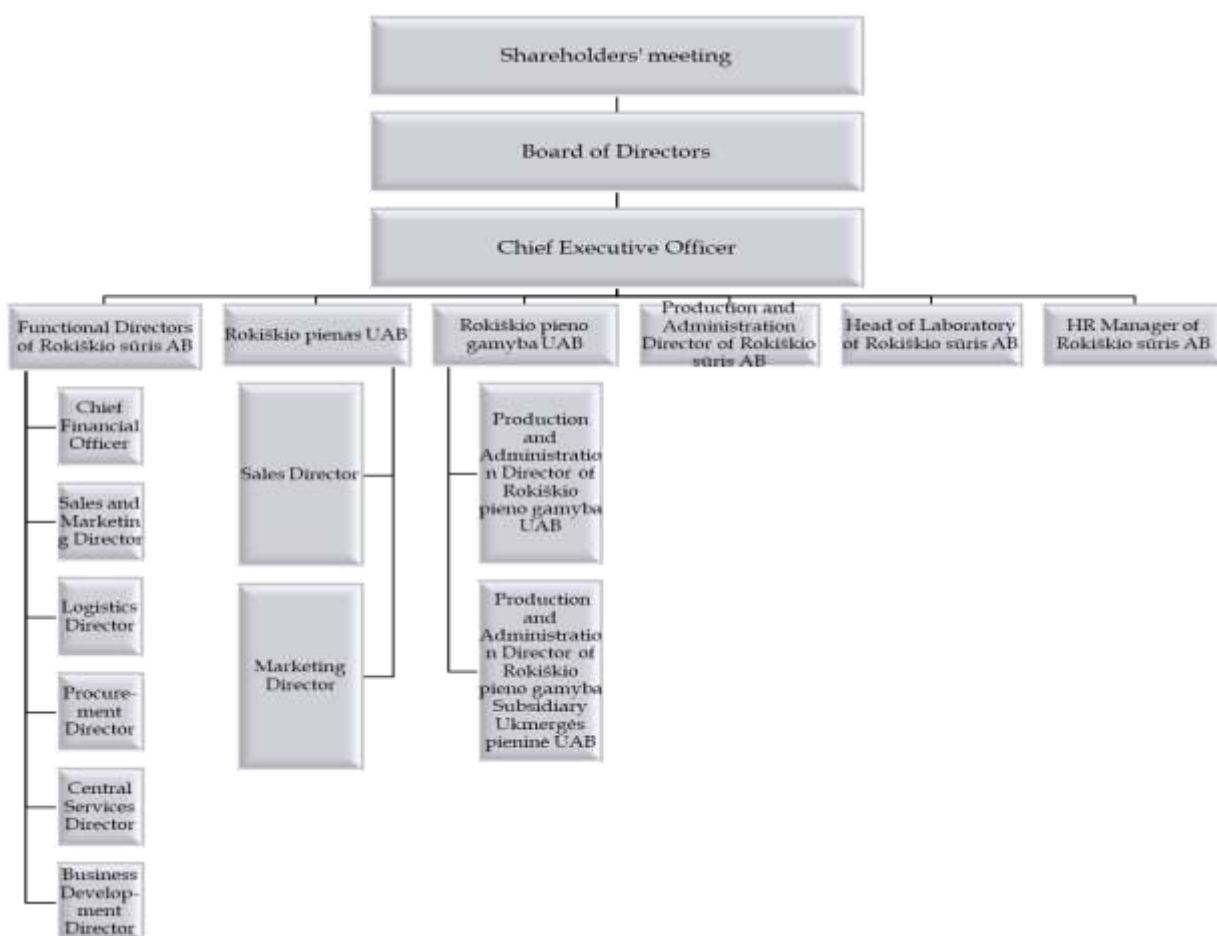 Shareholders' meeting
Board of Directors
Chief Executive Officer
Functional Directors
of Rokiškio sūris AB
Rokiškio pienas UAB
Rokiškio pieno
gamyba UAB
Production and
Administration
Director of Rokiškio
sūris AB
Head of Laboratory
of Rokiškio sūris AB
HR Manager of
Rokiškio sūris AB
Chief
Financial
Officer
Sales and
Marketin
g Director
Logistics
Director
Procure-
ment
Director
Central
Services
Director
Business
Develop-
ment
Director
Sales Director
Marketing
Director
Production
and
Administratio
n Director of
Rokiškio
pieno gamyba
UAB
Production
and
Administratio
n Director of
Rokiškio
pieno gamyba
Subsidiary
Ukmergės
pieninė UAB